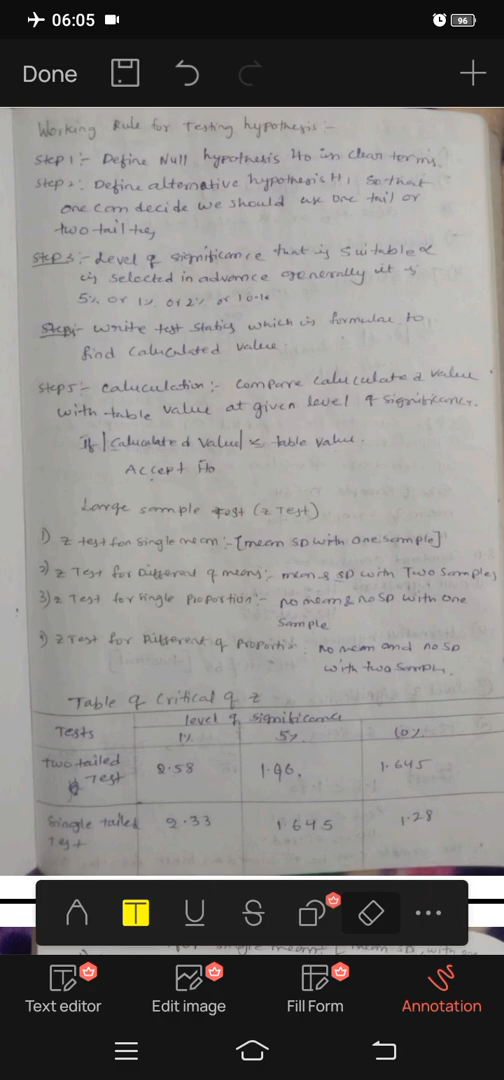 06:05
96
Done
Working Rule for Testing hypothesis :-
Step 1 :- Define Null hypothesis H0 in clear terms.
Step 2 : Define alternative hypothesis H1 so that
one can decide we should use one tail or
two tail
Step 3 :- Level of significance that is suitable α
is selected in advance generally it is
5% or 1% or 2% or 10%
Step 4 :- write test statics which is formulae to
find caluculated value
Step 5 :- caluculation :- compare caluculated value
with table value at given level of significance.
If |caluculated value| < table value.
Accept H0
Large sample Test (z Test)
1) z test for single mean :- [mean SD with one sample]
2) z Test for Different of means :- mean & SD with Two samples
3) z Test for single Proportion :- no mean & no SD with one
sample
4) z Test for Different of Proportion. no mean and no SD
with two sample.
Table of Critical of z
Tests level of significance
1% 5% 10%
two tailed
Test 2.58 1.96. 1.645
Single tailed
Test 2.33 1.645 1.28
Text editor
Edit image
Fill Form
Annotation